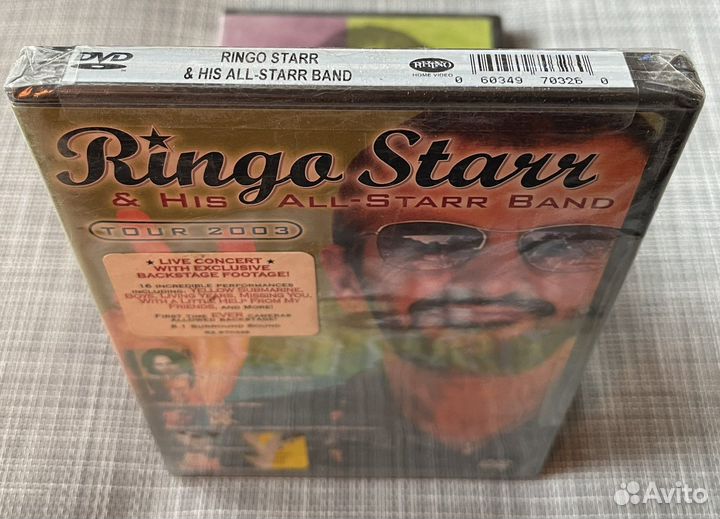 DVD
RINGO STARR
& HIS ALL-STARR BAND
RHINO
HOME VIDEO
0 60349 70326 0
Ringo Starr
& HIS ALL-STARR BAND
TOUR 2003
LIVE CONCERT
WITH EXCLUSIVE
BACKSTAGE FOOTAGE!
16 INCREDIBLE PERFORMANCES
INCLUDING: YELLOW SUBMARINE,
BOYS, LIVING YEARS, MISSING YOU,
WITH A LITTLE HELP FROM MY
FRIENDS, AND MORE!
FIRST TIME EVER CAMERAS
ALLOWED BACKSTAGE!
5.1 SURROUND SOUND
Avito